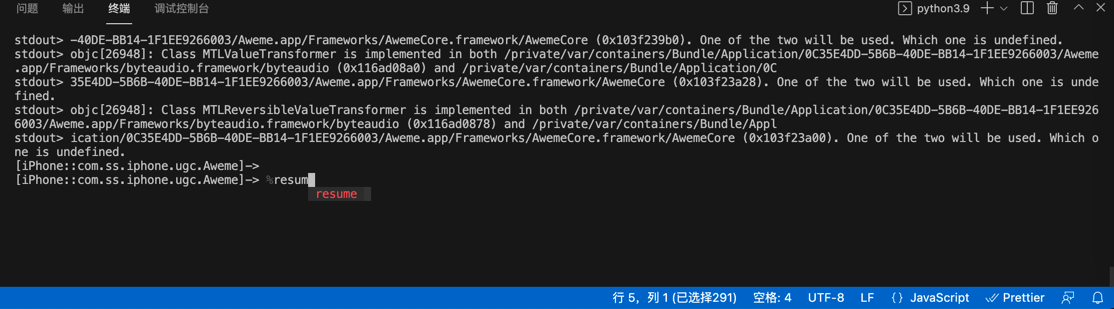 问题 输出 终端 调试控制台 python3.9
stdout> -40DE-BB14-1F1EE9266003/Aweme.app/Frameworks/AwemeCore.framework/AwemeCore (0x103f239b0). One of the two will be used. Which one is undefined.
stdout> objc[26948]: Class MTLValueTransformer is implemented in both /private/var/containers/Bundle/Application/0C35E4DD-5B6B-40DE-BB14-1F1EE9266003/Aweme
.app/Frameworks/byteaudio.framework/byteaudio (0x116ad08a0) and /private/var/containers/Bundle/Application/0C
stdout> 35E4DD-5B6B-40DE-BB14-1F1EE9266003/Aweme.app/Frameworks/AwemeCore.framework/AwemeCore (0x103f23a28). One of the two will be used. Which one is unde
fined.
stdout> objc[26948]: Class MTLReversibleValueTransformer is implemented in both /private/var/containers/Bundle/Application/0C35E4DD-5B6B-40DE-BB14-1F1EE926
6003/Aweme.app/Frameworks/byteaudio.framework/byteaudio (0x116ad0878) and /private/var/containers/Bundle/Appl
stdout> ication/0C35E4DD-5B6B-40DE-BB14-1F1EE9266003/Aweme.app/Frameworks/AwemeCore.framework/AwemeCore (0x103f23a00). One of the two will be used. Which o
ne is undefined.
[iPhone::com.ss.iphone.ugc.Aweme]->
[iPhone::com.ss.iphone.ugc.Aweme]-> %resum
resume
行 5，列 1 (已选择291) 空格: 4 UTF-8 LF {} JavaScript Prettier